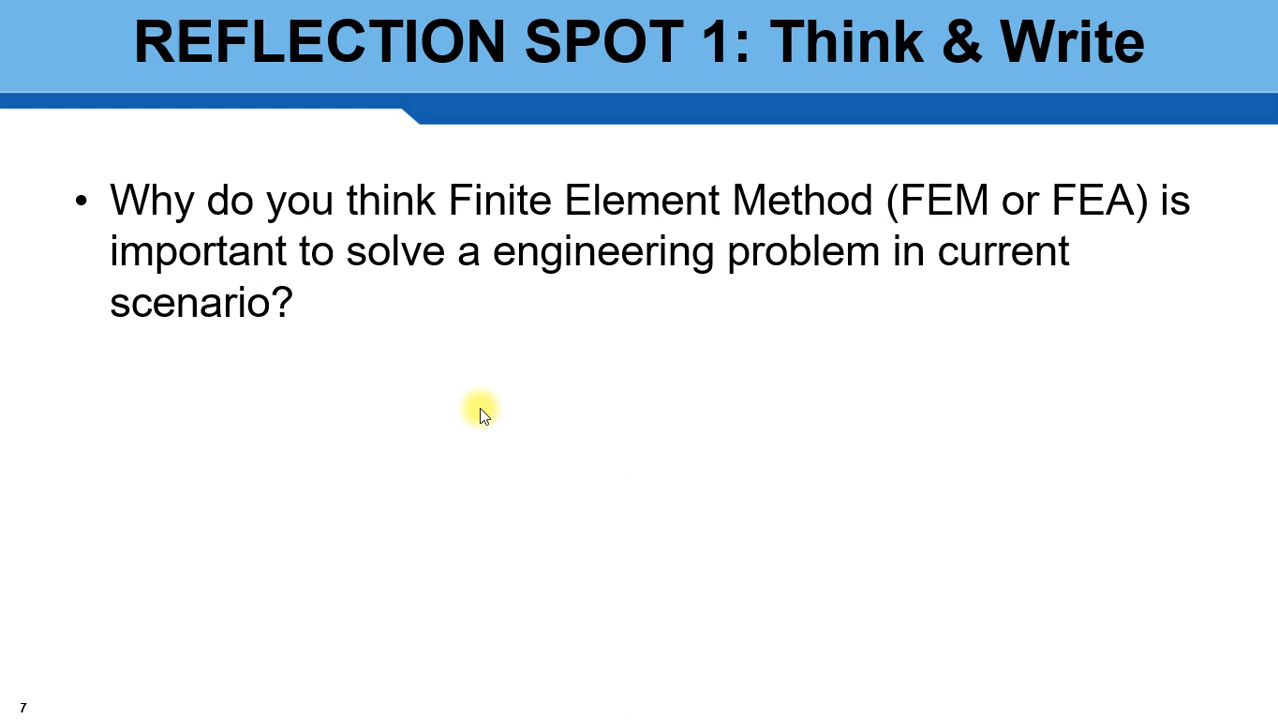 REFLECTION SPOT 1: Think & Write
• Why do you think Finite Element Method (FEM or FEA) is
important to solve a engineering problem in current
scenario?
7